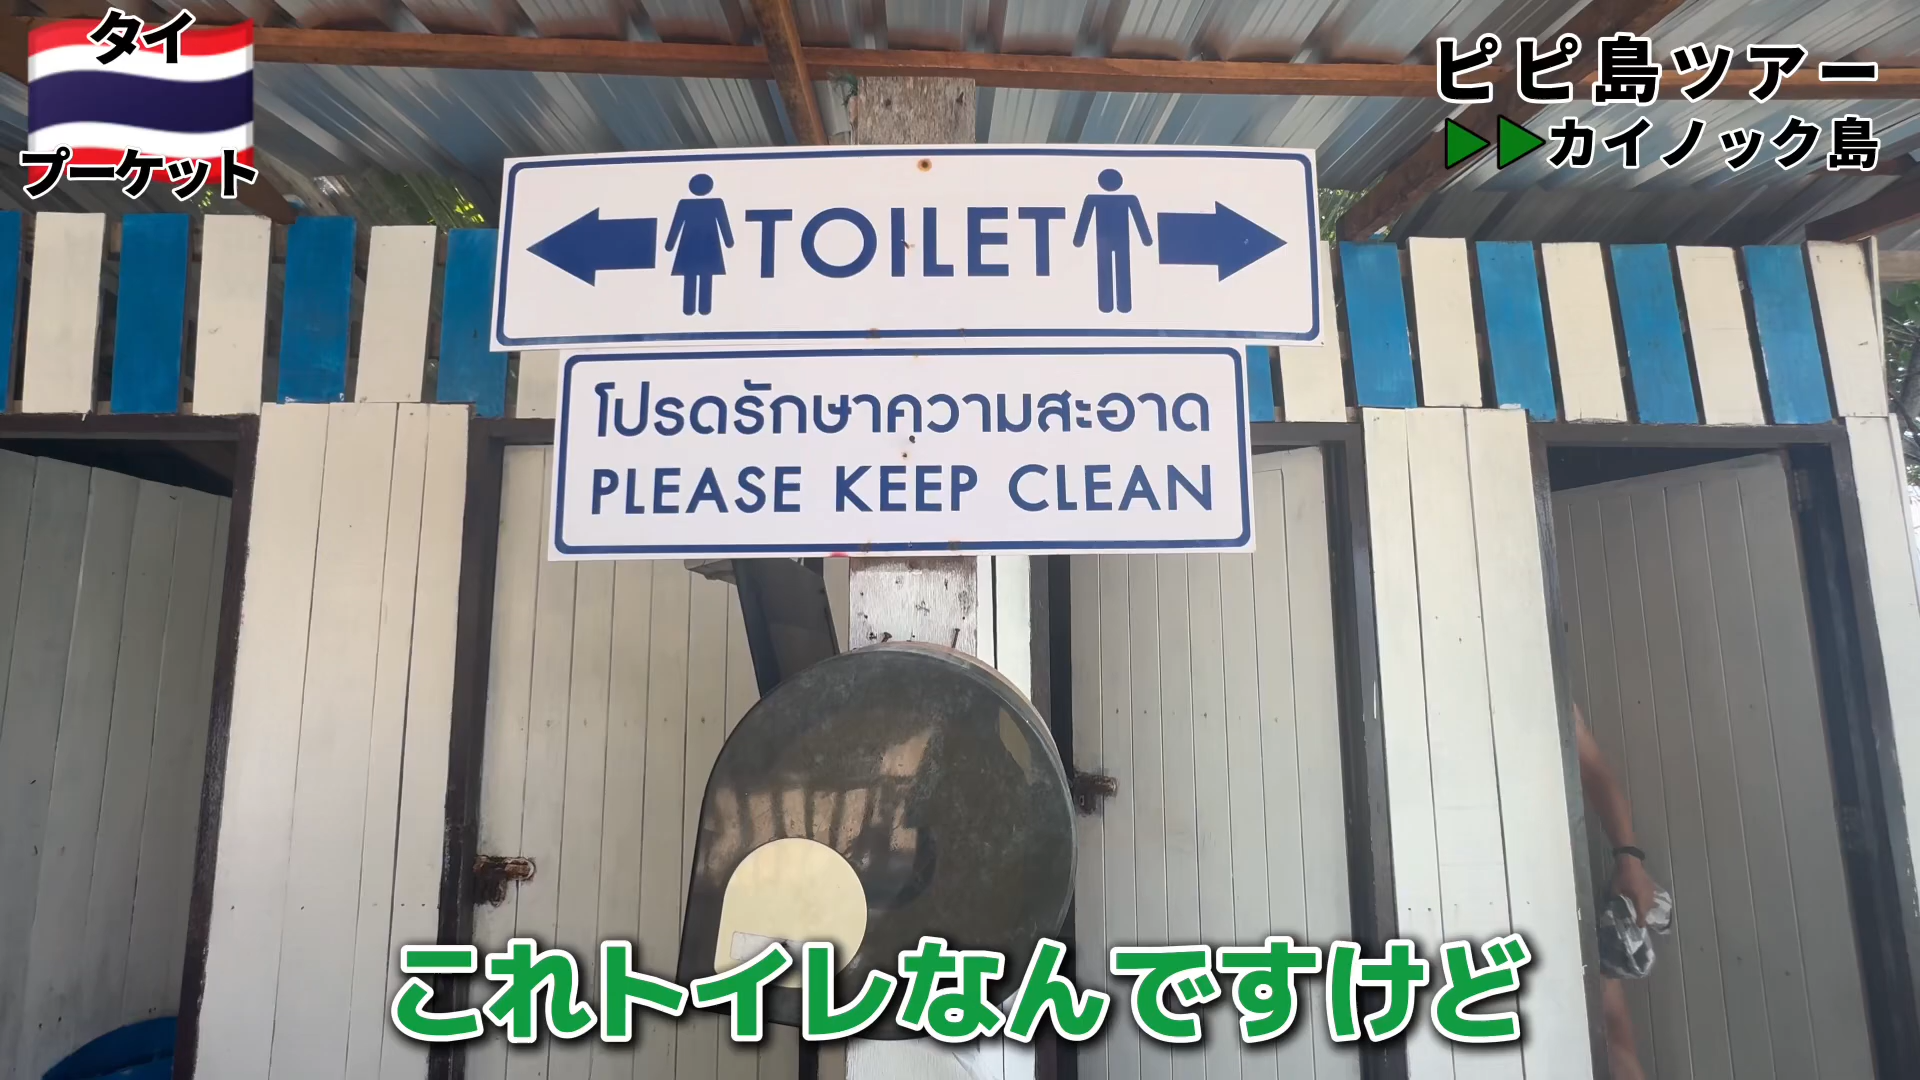 タイ
プーケット
ピピ島ツアー
▶▶カイノック島
TOILET
โปรดรักษาความสะอาด
PLEASE KEEP CLEAN
これトイレなんですけど